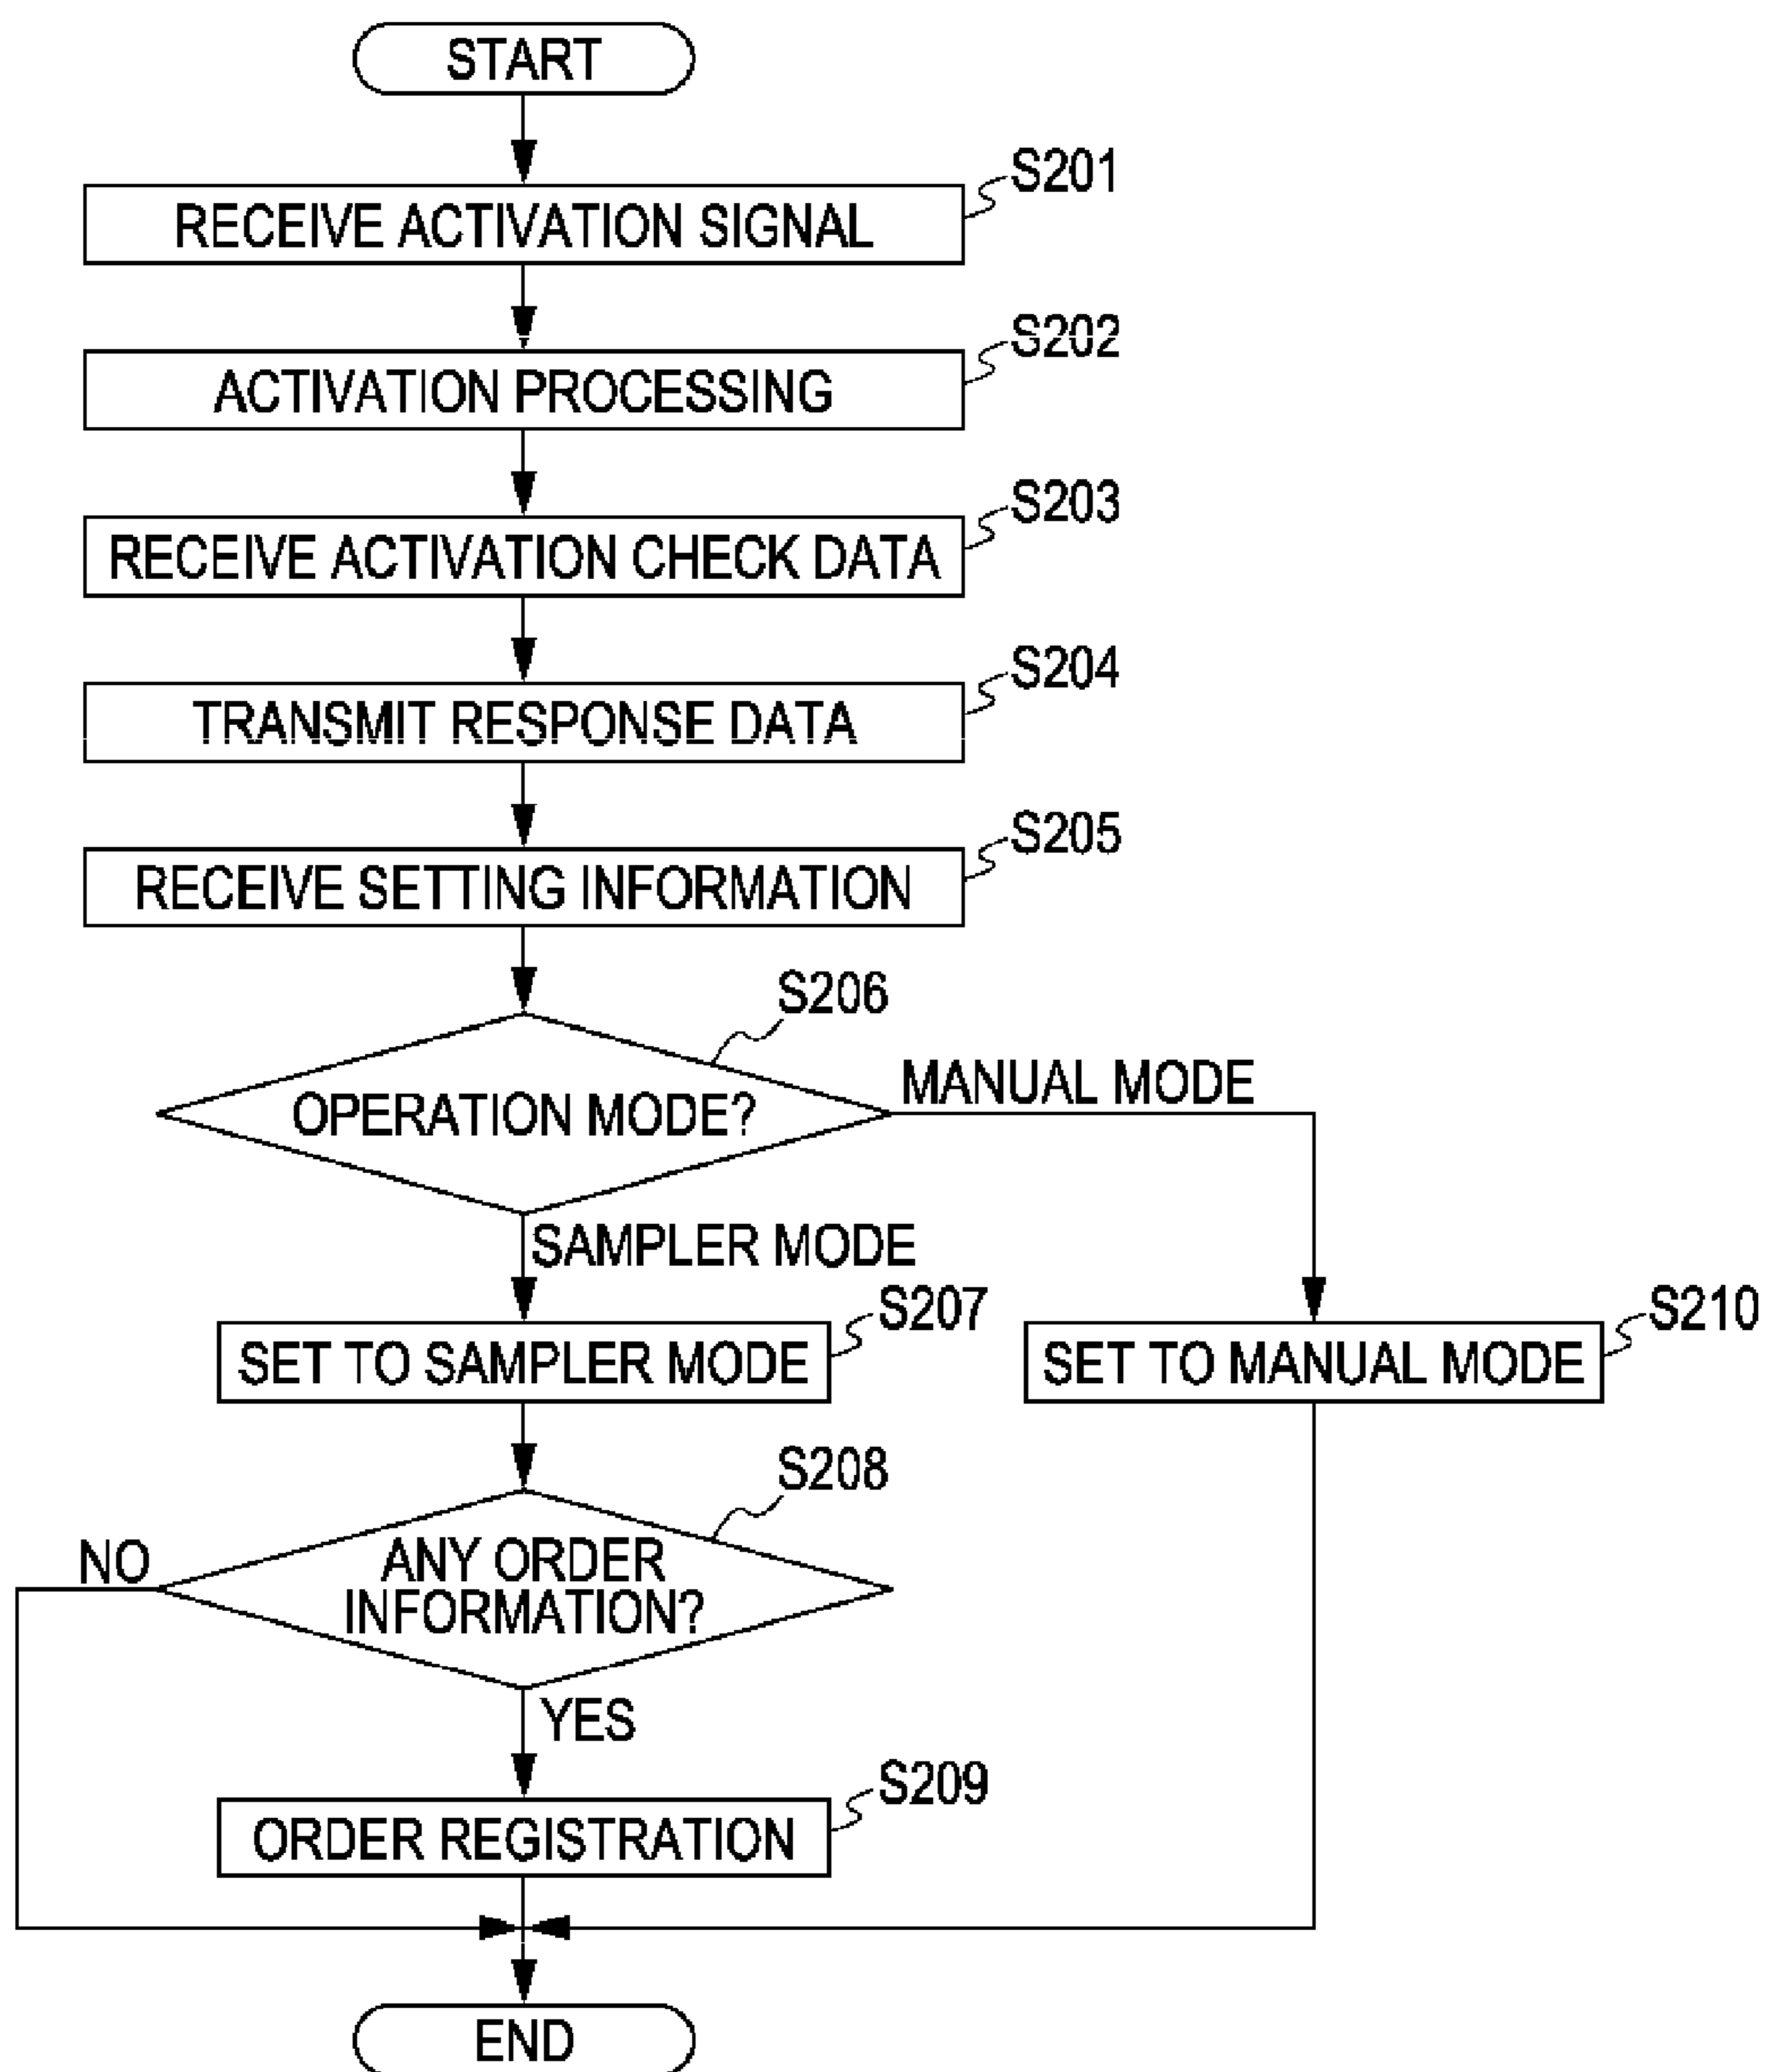 START
S201
RECEIVE ACTIVATION SIGNAL
S202
ACTIVATION PROCESSING
S203
RECEIVE ACTIVATION CHECK DATA
S204
TRANSMIT RESPONSE DATA
S205
RECEIVE SETTING INFORMATION
S206
OPERATION MODE?
MANUAL MODE
SAMPLER MODE
S207
SET TO SAMPLER MODE
S210
SET TO MANUAL MODE
S208
NO
ANY ORDER
INFORMATION?
YES
S209
ORDER REGISTRATION
END